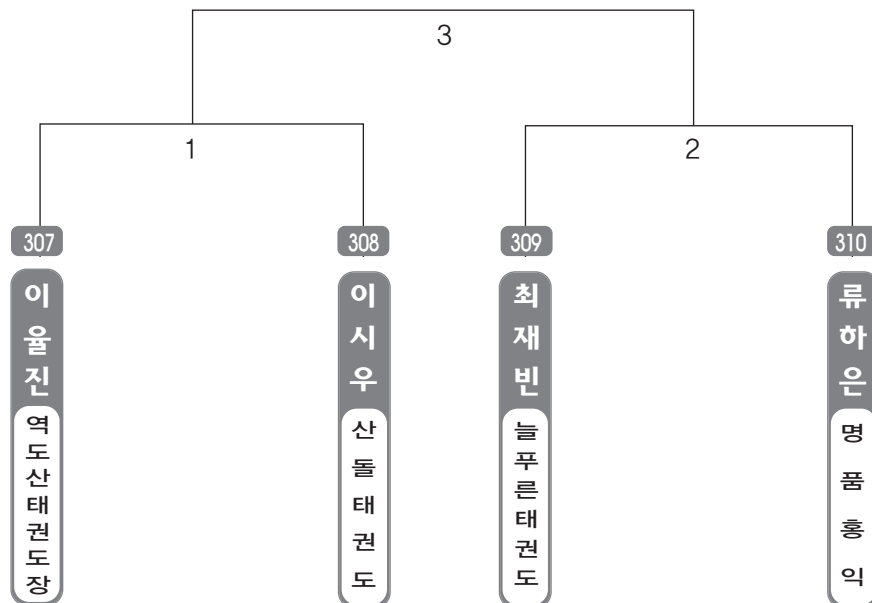 3
1
2
307
308
309
310
이율진
역도산태권도장
이시우
산돌태권도
최재빈
늘푸른태권도
류하은
명품홍익